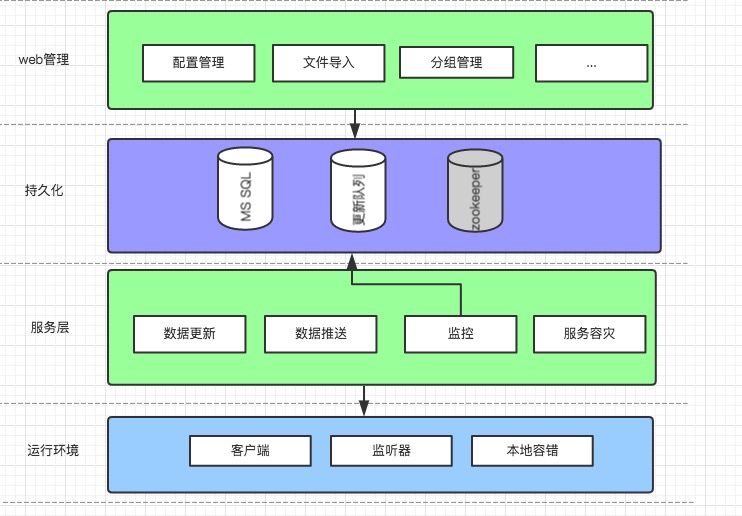 web管理
配置管理
文件导入
分组管理
...
持久化
MS SQL
更新队列
zookeeper
服务层
数据更新
数据推送
监控
服务容灾
运行环境
客户端
监听器
本地容错